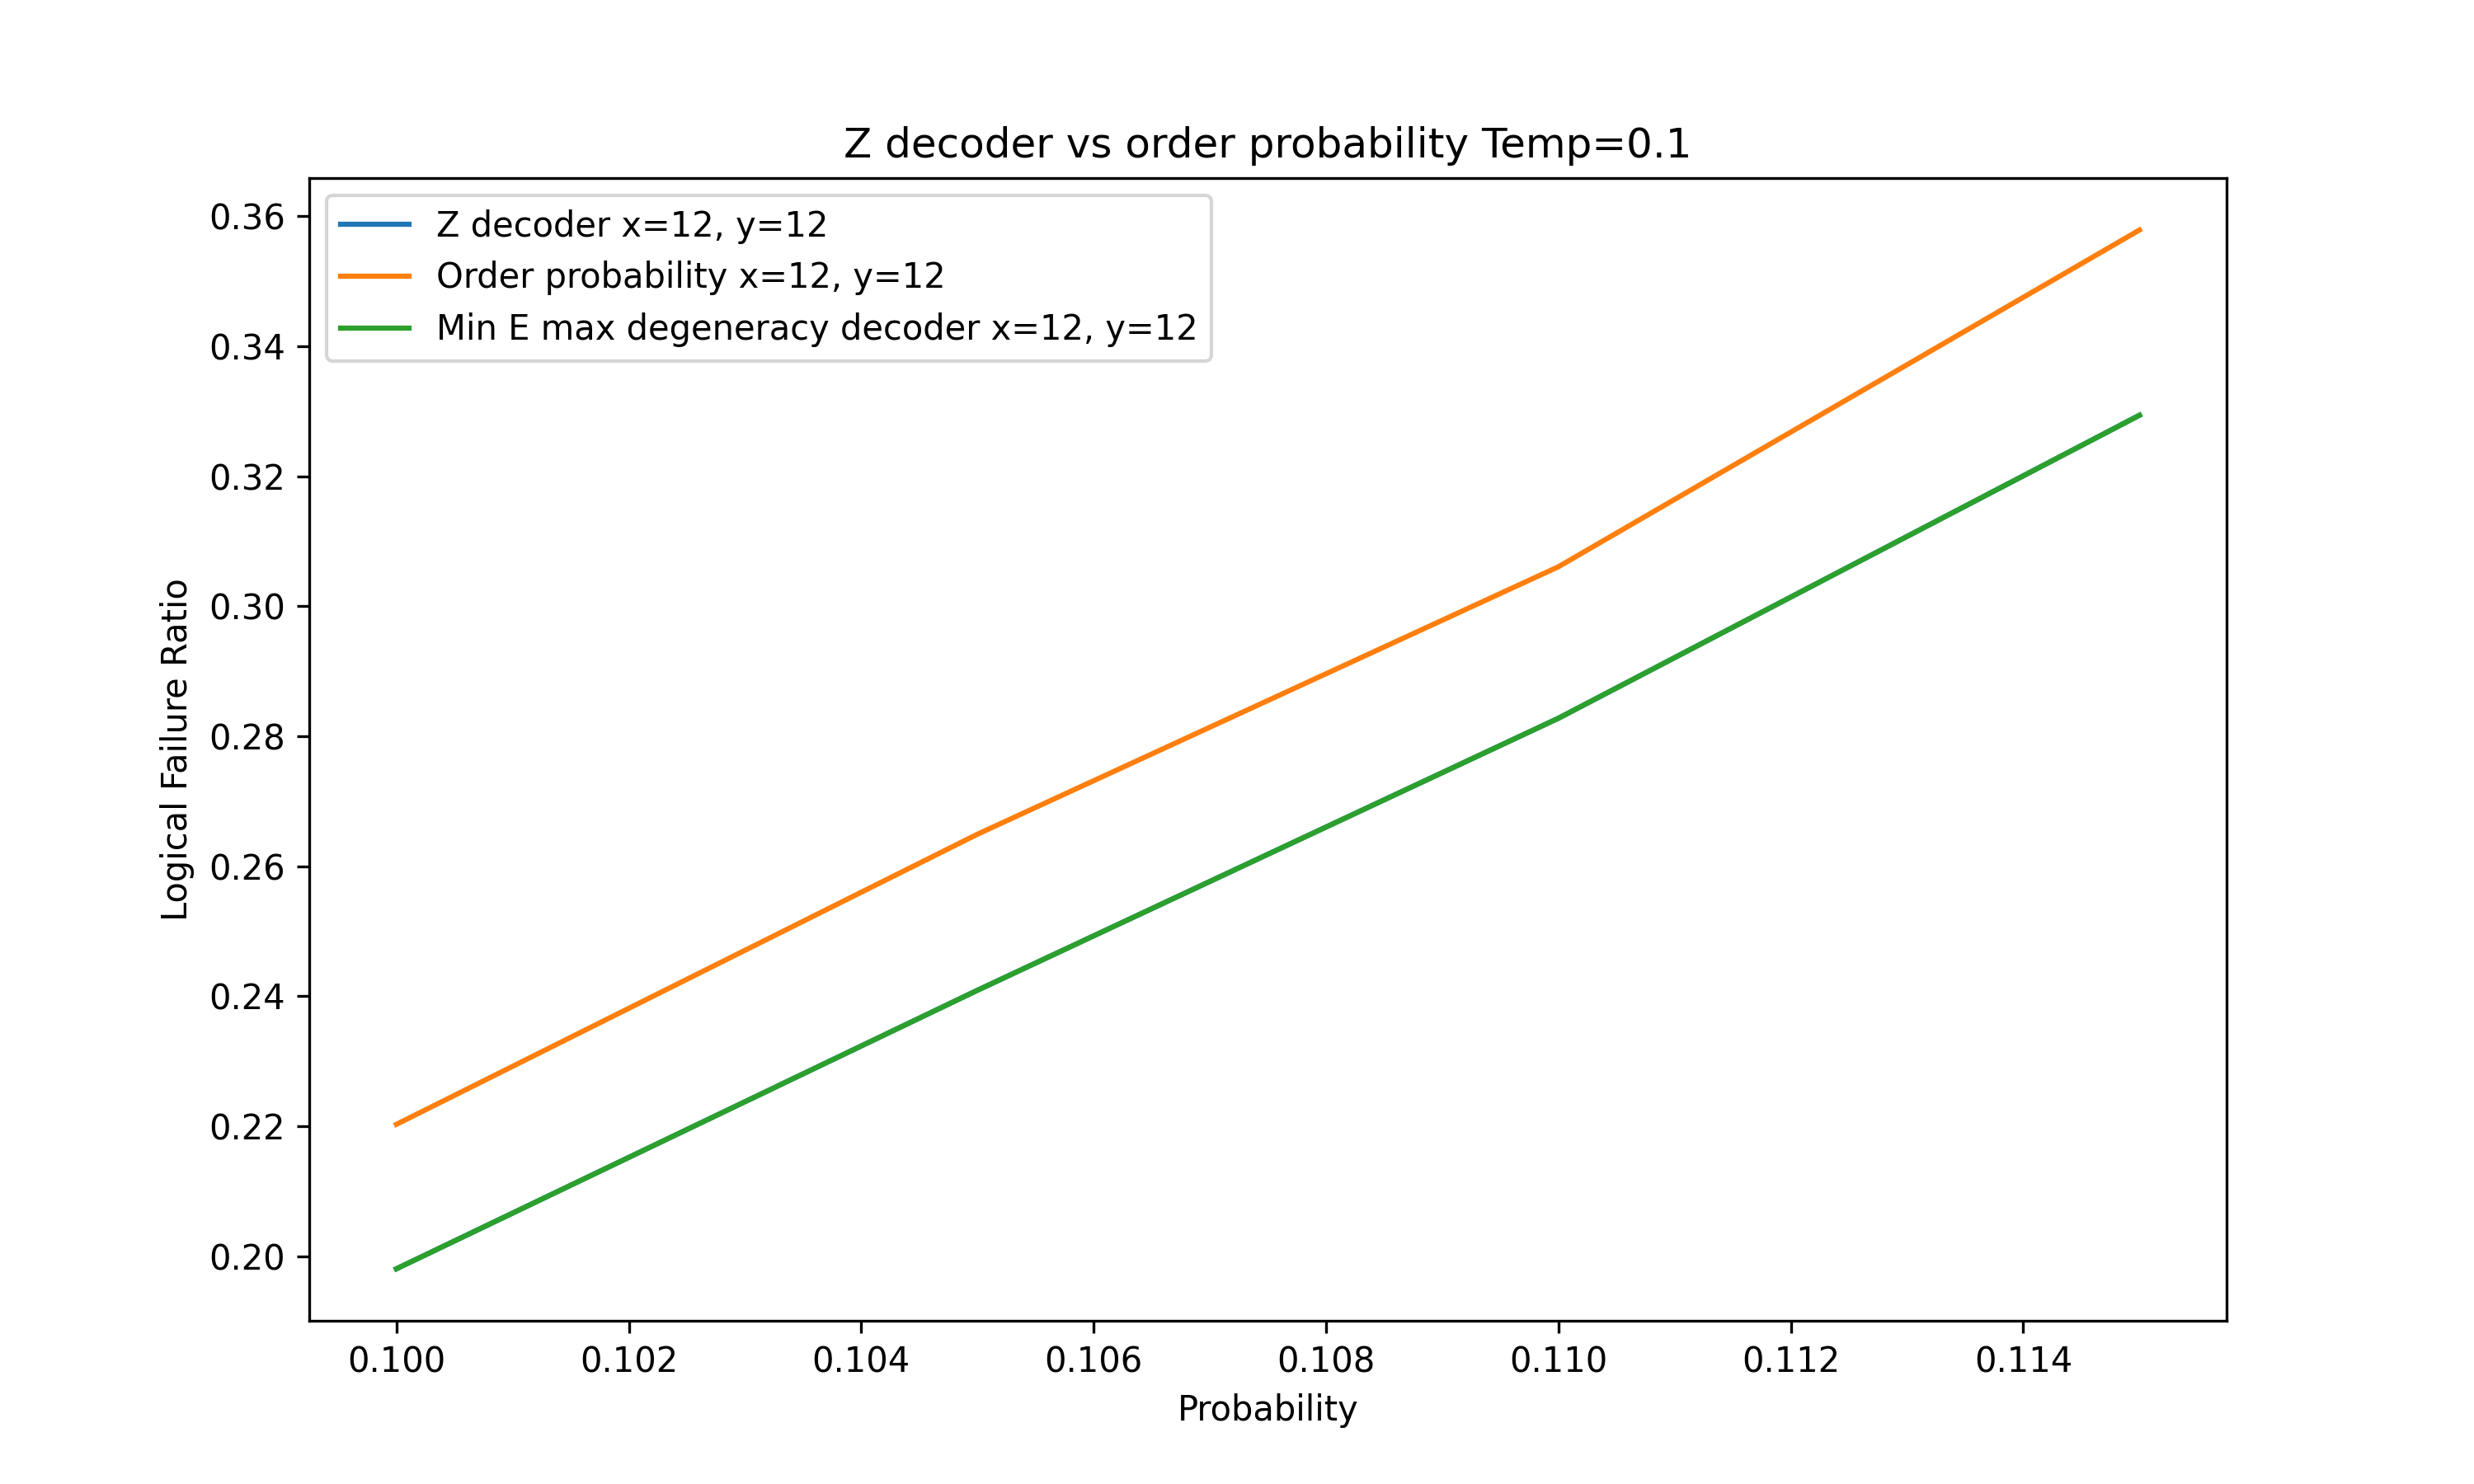 Z decoder vs order probability Temp=0.1
Z decoder x=12, y=12
Order probability x=12, y=12
Min E max degeneracy decoder x=12, y=12
Logical Failure Ratio
0.36
0.34
0.32
0.30
0.28
0.26
0.24
0.22
0.20
0.100 0.102 0.104 0.106 0.108 0.110 0.112 0.114
Probability